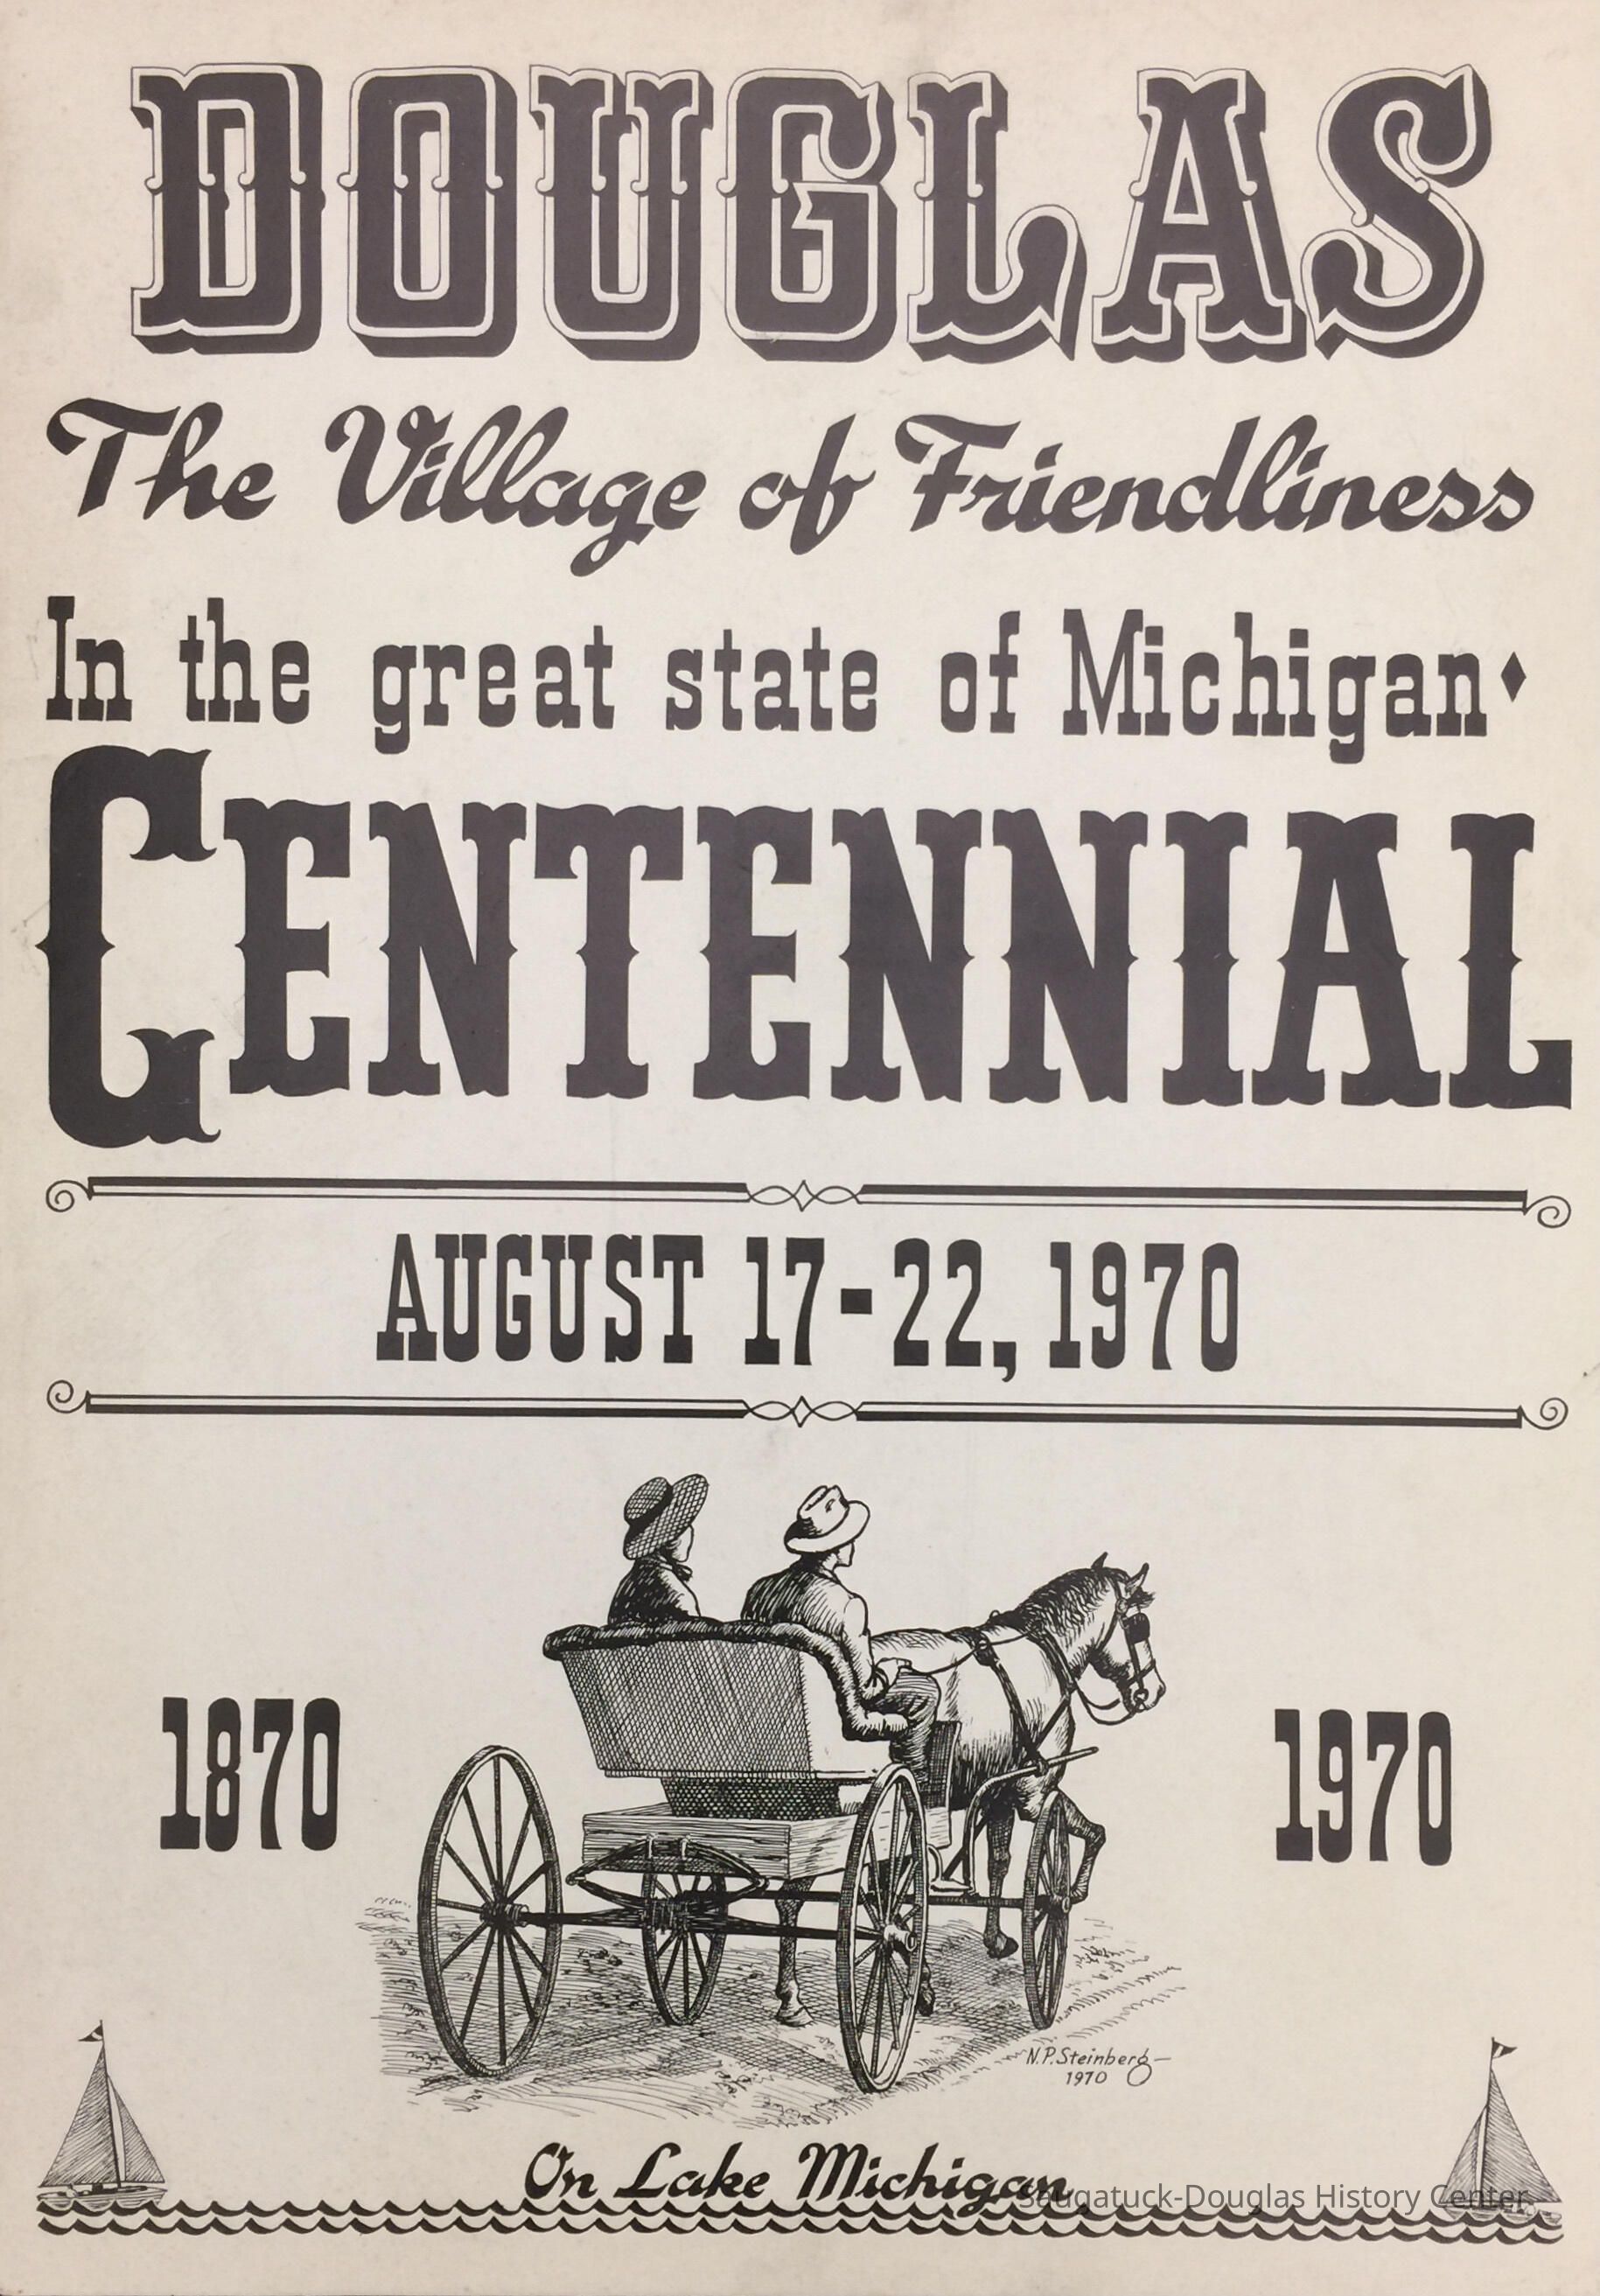 DOUGLAS
The Village of Friendliness
In the great state of Michigan♦
CENTENNIAL
AUGUST 17-22, 1970
1870
1970
N.P. Steinberg
1970
On Lake Michigan
Saugatuck-Douglas History Center